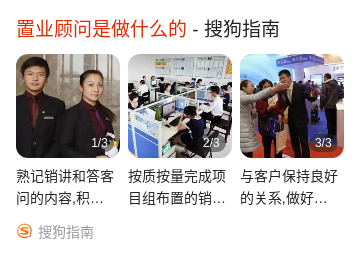 置业顾问是做什么的 - 搜狗指南
1/3
2/3
3/3
熟记销讲和答客
问的内容,积...
按质按量完成项
目组布置的销...
与客户保持良好
的关系,做好...
搜狗指南